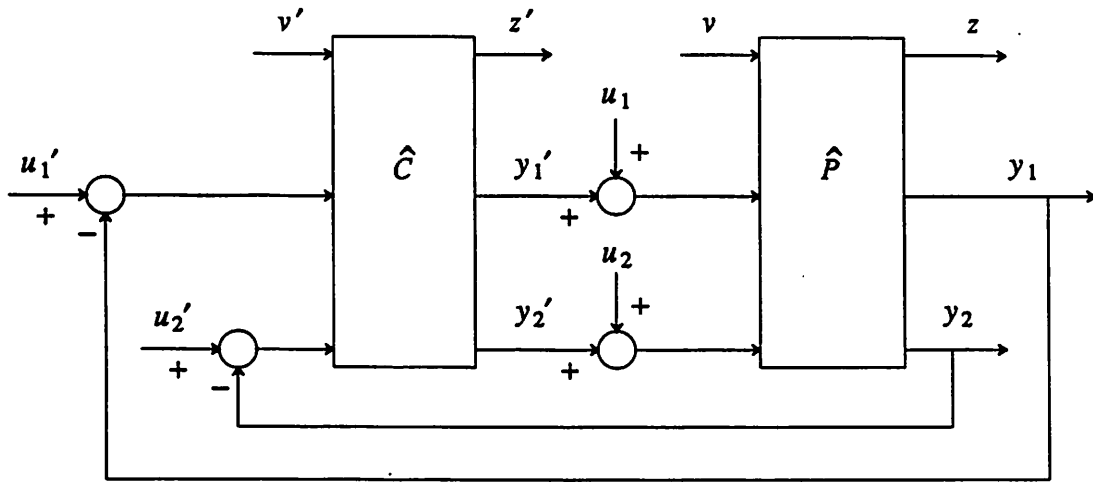 v′ z′ v z
u₁
+
u₁′ Ĉ y₁′ P̂ y₁
+ − +
u₂
+
u₂′ y₂′ y₂
+ − +